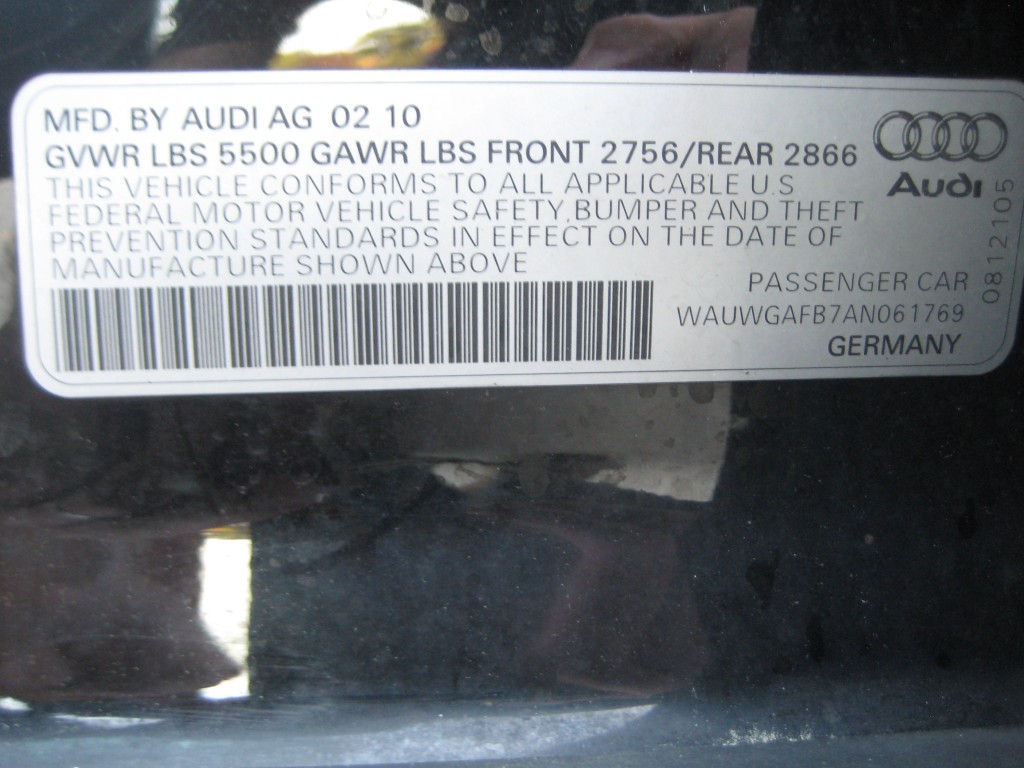 MFD. BY AUDI AG 02 10
GVWR LBS 5500 GAWR LBS FRONT 2756/REAR 2866
THIS VEHICLE CONFORMS TO ALL APPLICABLE U.S
FEDERAL MOTOR VEHICLE SAFETY,BUMPER AND THEFT
PREVENTION STANDARDS IN EFFECT ON THE DATE OF
MANUFACTURE SHOWN ABOVE
Audi
PASSENGER CAR
WAUWGAFB7AN061769
GERMANY
0812105